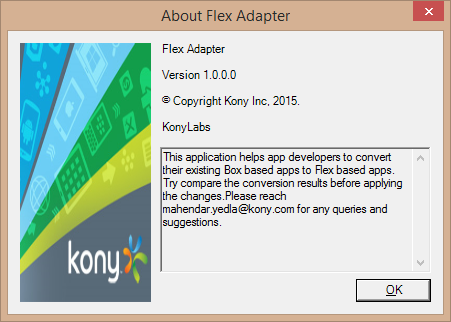 About Flex Adapter
Flex Adapter
Version 1.0.0.0
© Copyright Kony Inc, 2015.
KonyLabs
This application helps app developers to convert
their existing Box based apps to Flex based apps.
Try compare the conversion results before applying
the changes.Please reach
mahendar.yedla@kony.com for any queries and
suggestions.
kony
OK